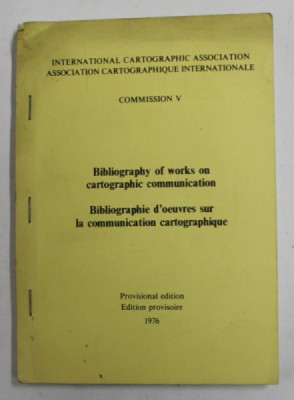 INTERNATIONAL CARTOGRAPHIC ASSOCIATION
ASSOCIATION CARTOGRAPHIQUE INTERNATIONALE
COMMISSION V
Bibliography of works on
cartographic communication
Bibliographie d'oeuvres sur
la communication cartographique
Provisional edition
Edition provisoire
1976